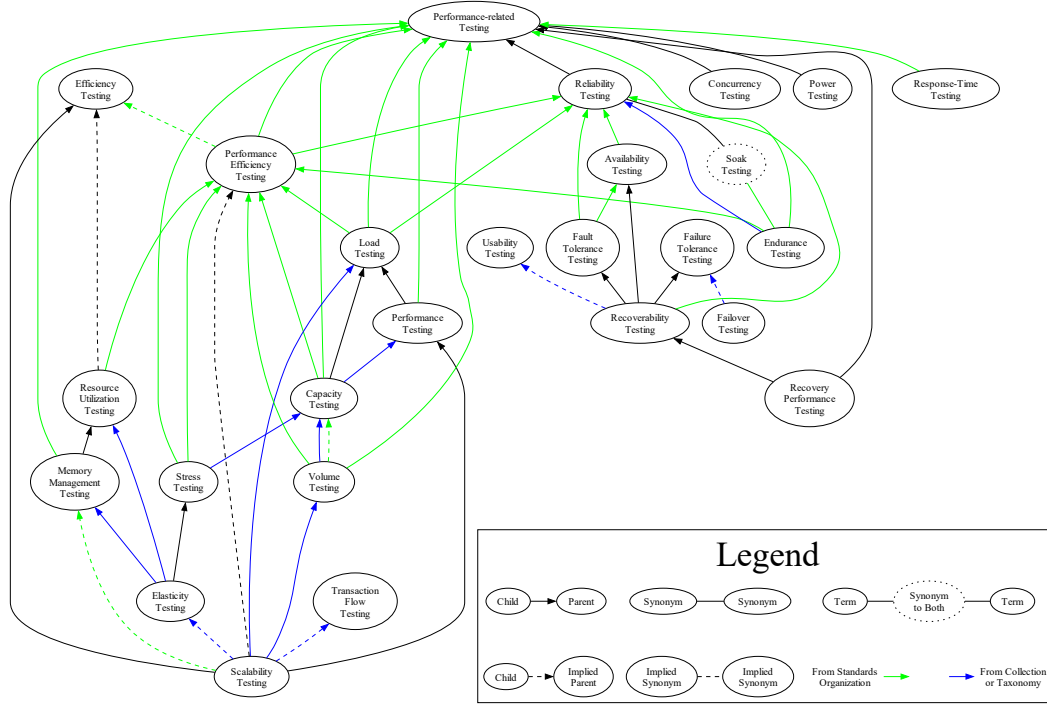 Performance-related
Testing
Efficiency
Testing
Reliability
Testing
Concurrency
Testing
Power
Testing
Response-Time
Testing
Performance
Efficiency
Testing
Availability
Testing
Soak
Testing
Load
Testing
Usability
Testing
Fault
Tolerance
Testing
Failure
Tolerance
Testing
Endurance
Testing
Performance
Testing
Recoverability
Testing
Failover
Testing
Resource
Utilization
Testing
Capacity
Testing
Recovery
Performance
Testing
Memory
Management
Testing
Stress
Testing
Volume
Testing
Elasticity
Testing
Transaction
Flow
Testing
Scalability
Testing
Legend
Child
Parent
Synonym
Synonym
Term
Synonym
to Both
Term
Child
Implied
Parent
Implied
Synonym
Implied
Synonym
From Standards
Organization
From Collection
or Taxonomy